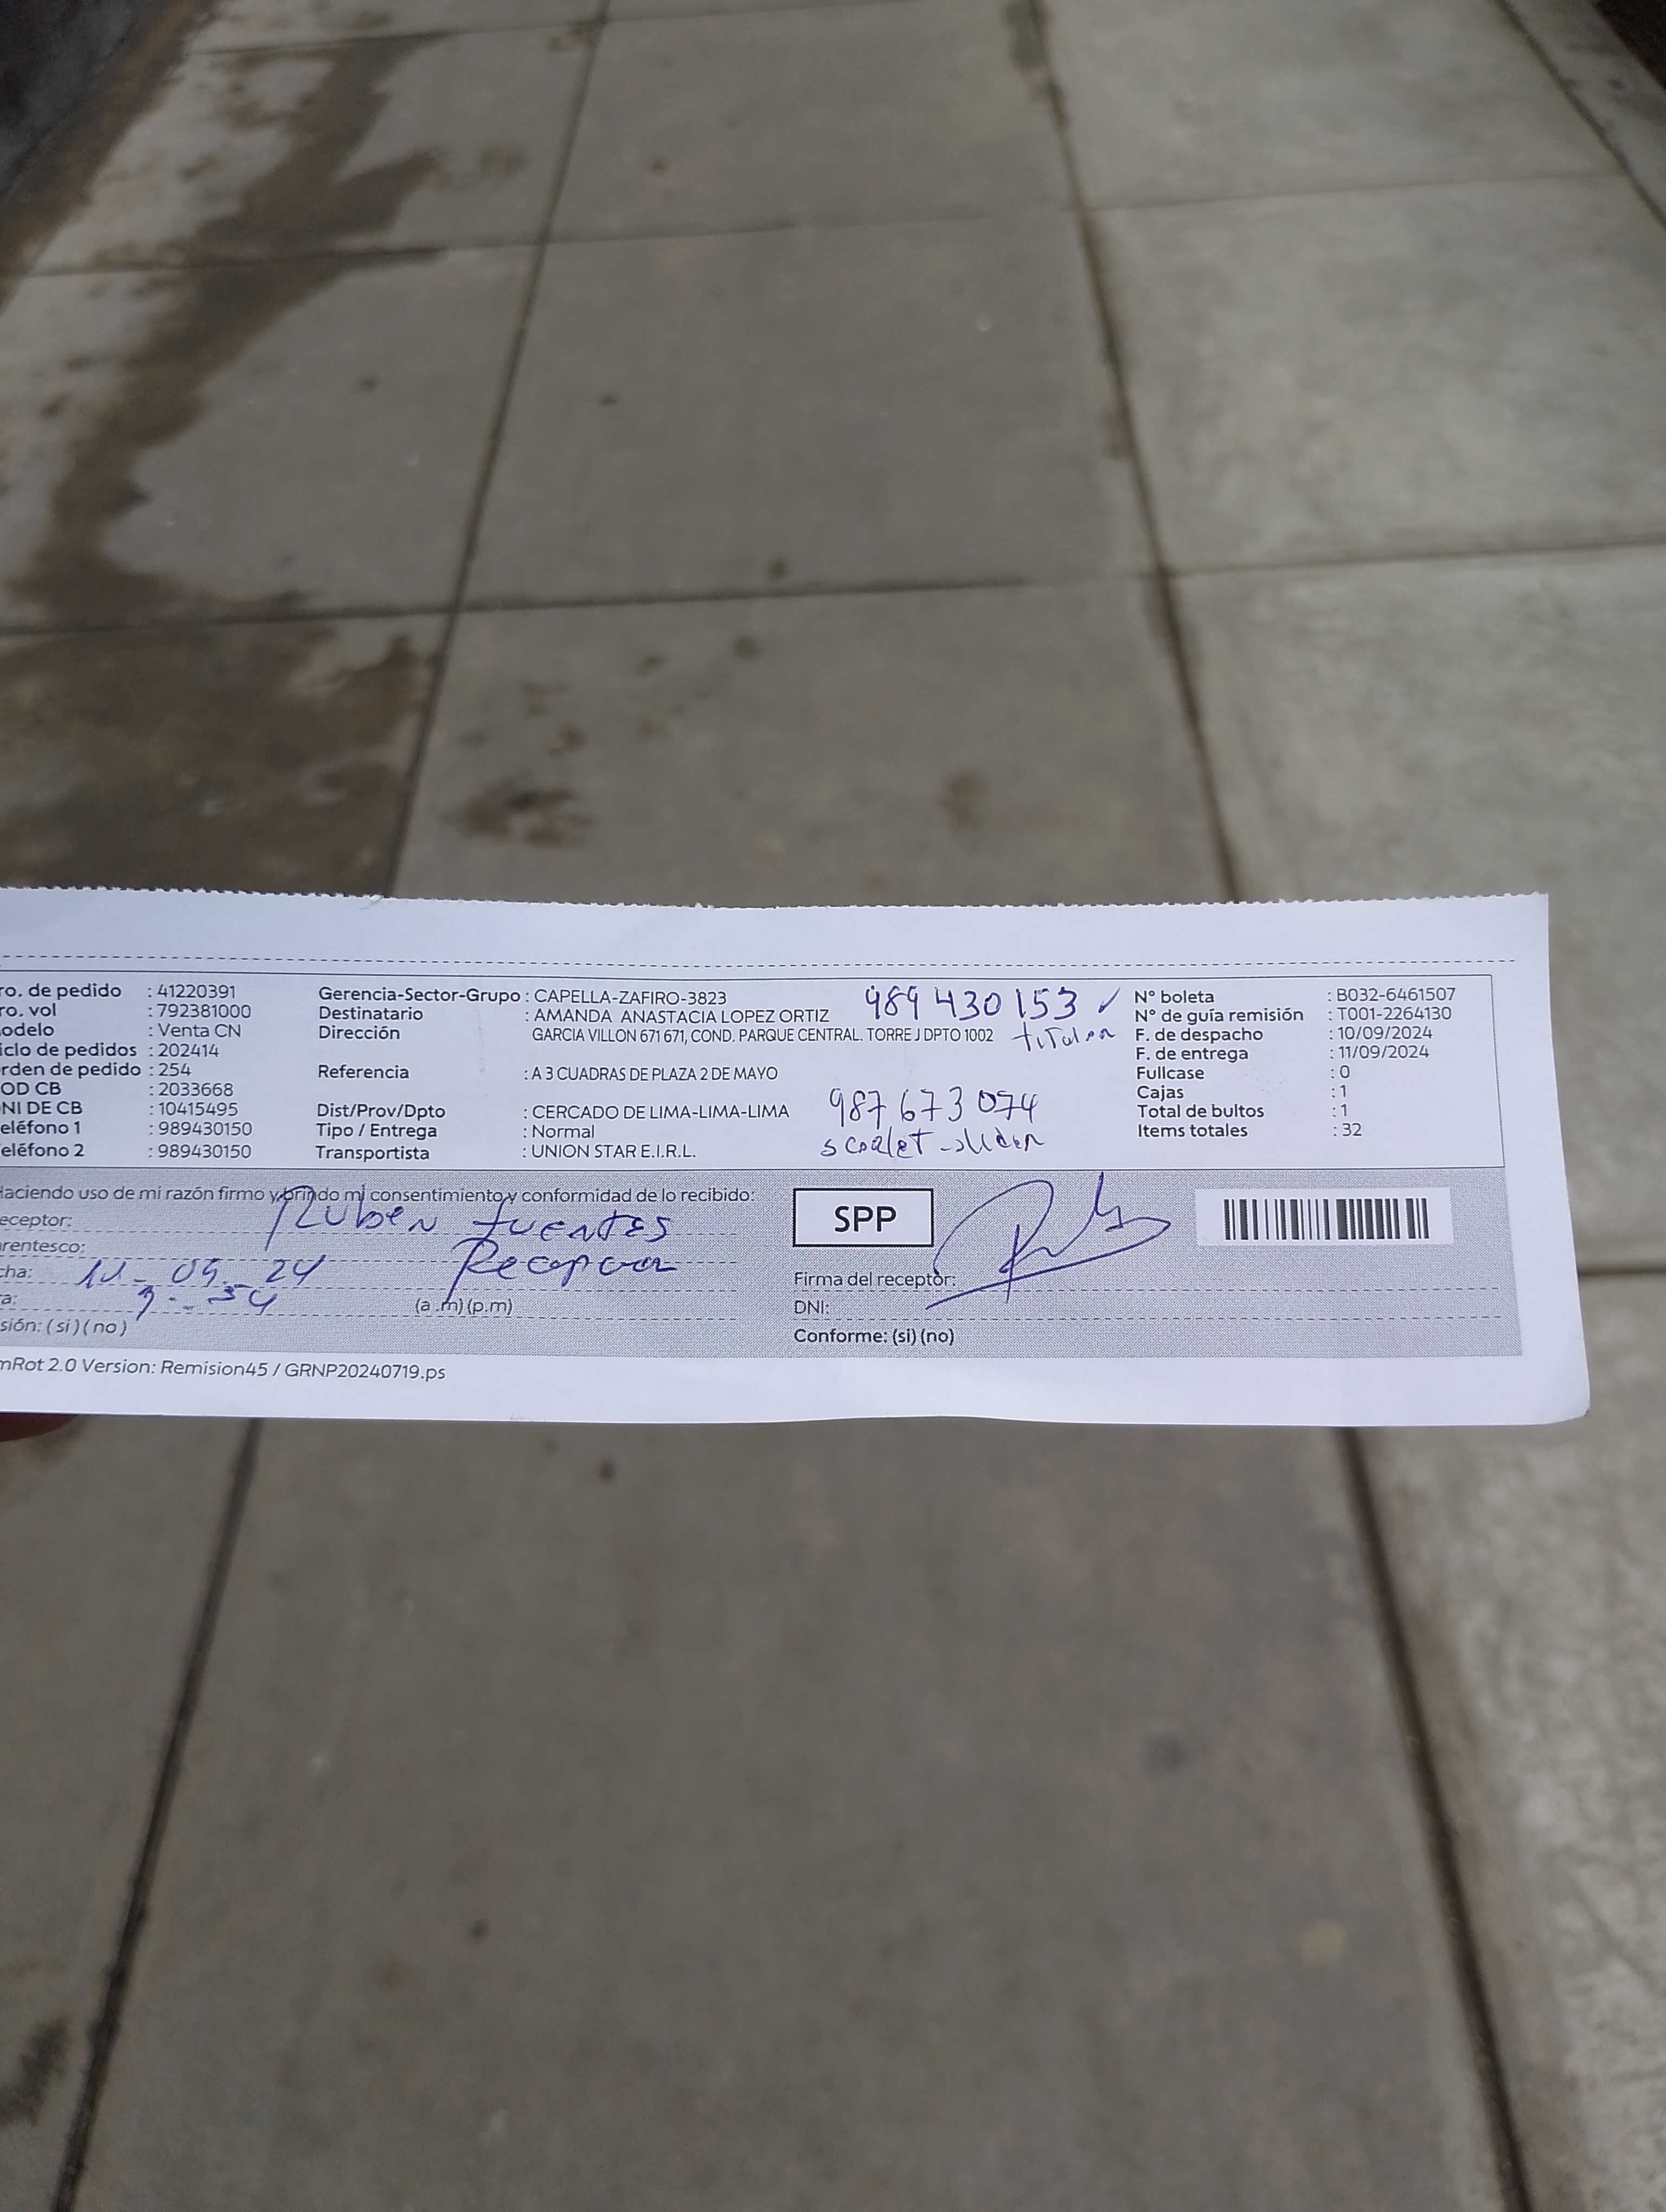 ro. de pedido : 41220391 Gerencia-Sector-Grupo : CAPELLA-ZAFIRO-3823 989 430 153 ✓ N° boleta : B032-6461507
ro. vol : 792381000 Destinatario : AMANDA ANASTACIA LOPEZ ORTIZ N° de guía remisión : T001-2264130
odelo : Venta CN Dirección GARCIA VILLON 671 671, COND. PARQUE CENTRAL. TORRE J DPTO 1002 titular F. de despacho : 10/09/2024
iclo de pedidos : 202414 F. de entrega : 11/09/2024
rden de pedido : 254 Referencia : A 3 CUADRAS DE PLAZA 2 DE MAYO Fullcase : 0
OD CB : 2033668 Cajas : 1
NI DE CB : 10415495 Dist/Prov/Dpto : CERCADO DE LIMA-LIMA-LIMA 987 673 074 Total de bultos : 1
eléfono 1 : 989430150 Tipo / Entrega : Normal scarlet Items totales : 32
eléfono 2 : 989430150 Transportista : UNION STAR E.I.R.L.
Haciendo uso de mi razón firmo y brindo mi consentimiento y conformidad de lo recibido:
eceptor: Ruben fuentes
rentesco: Recepcion
cha: 11 - 09 - 24
a: 3:54 (a.m) (p.m)
sión: (si) (no)
SPP
Firma del receptor:
DNI:
Conforme: (si) (no)
mRot 2.0 Version: Remision45 / GRNP20240719.ps